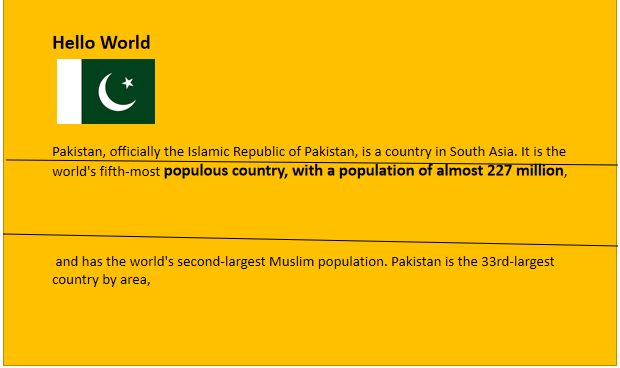 Hello World
Pakistan, officially the Islamic Republic of Pakistan, is a country in South Asia. It is the
world's fifth-most populous country, with a population of almost 227 million,
and has the world's second-largest Muslim population. Pakistan is the 33rd-largest
country by area,